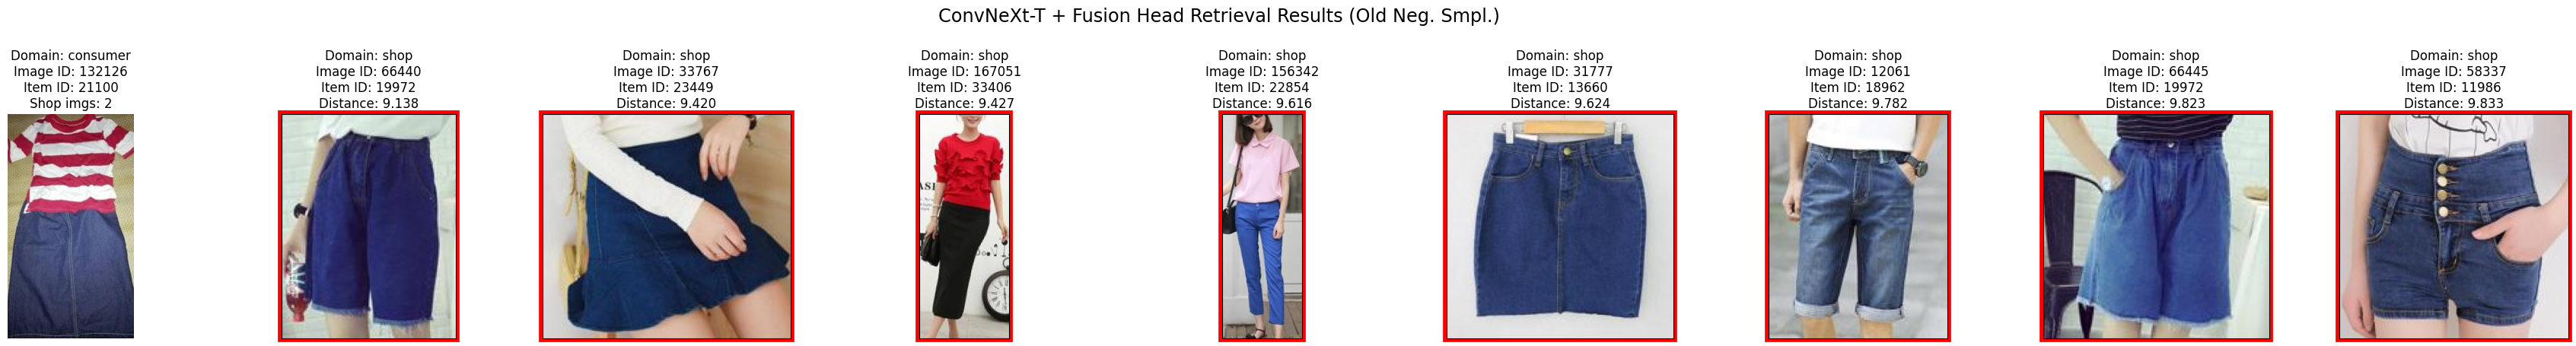 ConvNeXt-T + Fusion Head Retrieval Results (Old Neg. Smpl.)
Domain: consumer
Image ID: 132126
Item ID: 21100
Shop imgs: 2
Domain: shop
Image ID: 66440
Item ID: 19972
Distance: 9.138
Domain: shop
Image ID: 33767
Item ID: 23449
Distance: 9.420
Domain: shop
Image ID: 167051
Item ID: 33406
Distance: 9.427
Domain: shop
Image ID: 156342
Item ID: 22854
Distance: 9.616
Domain: shop
Image ID: 31777
Item ID: 13660
Distance: 9.624
Domain: shop
Image ID: 12061
Item ID: 18962
Distance: 9.782
Domain: shop
Image ID: 66445
Item ID: 19972
Distance: 9.823
Domain: shop
Image ID: 58337
Item ID: 11986
Distance: 9.833